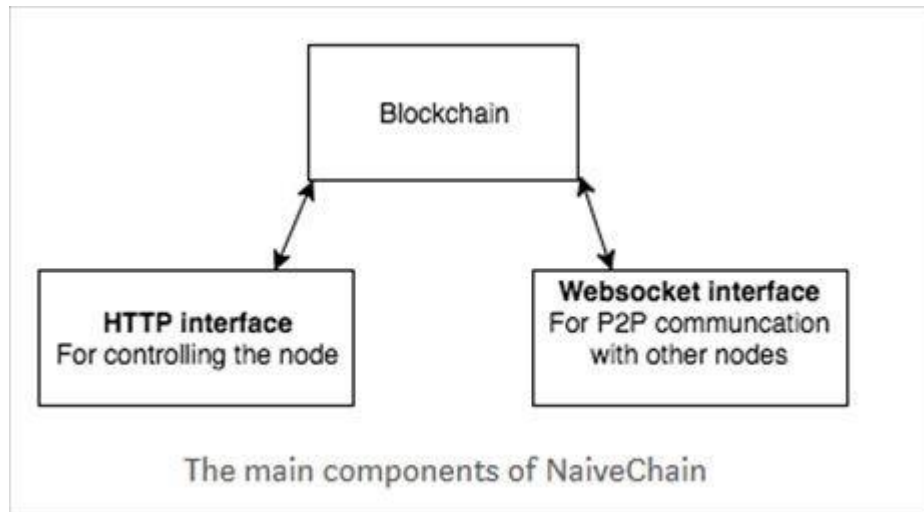 Blockchain
HTTP interface
For controlling the node
Websocket interface
For P2P communcation
with other nodes
The main components of NaiveChain